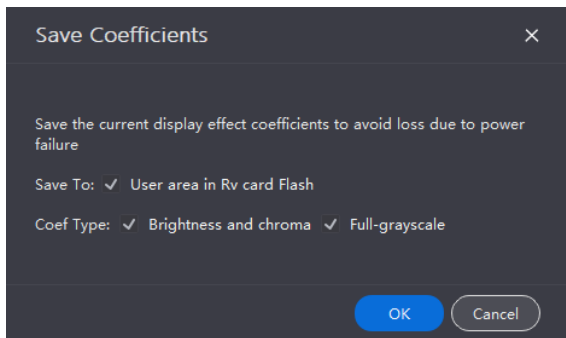 Save Coefficients
Save the current display effect coefficients to avoid loss due to power
failure
Save To: User area in Rv card Flash
Coef Type: Brightness and chroma Full-grayscale
OK Cancel